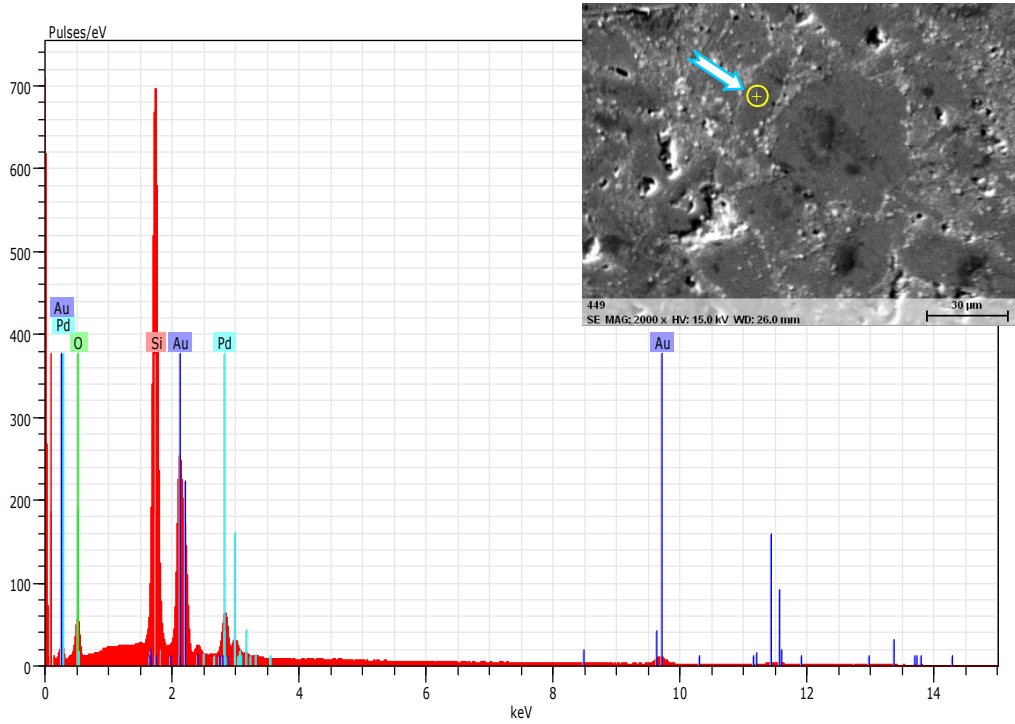 Pulses/eV
700
600
500
400
300
200
100
0
Au
Pd
O
Si
Au
Pd
Au
0 2 4 6 8 10 12 14
keV
449
30 µm
SE MAG: 2000 x HV: 15.0 kV WD: 26.0 mm